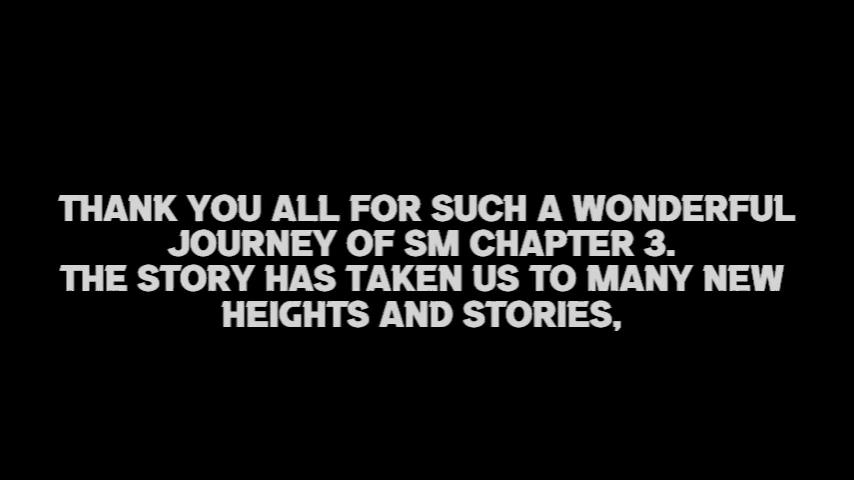 THANK YOU ALL FOR SUCH A WONDERFUL
JOURNEY OF SM CHAPTER 3.
THE STORY HAS TAKEN US TO MANY NEW
HEIGHTS AND STORIES,